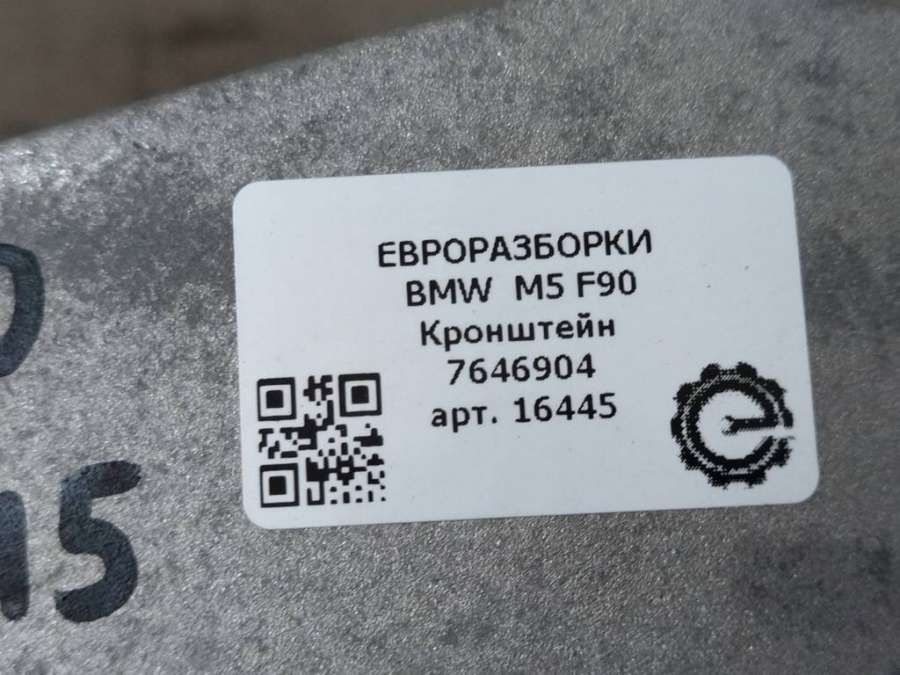 ЕВРОРАЗБОРКИ
BMW M5 F90
Кронштейн
7646904
арт. 16445